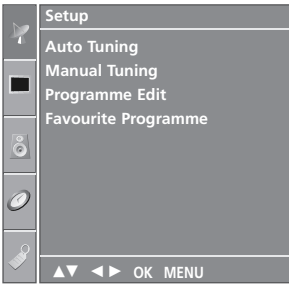 Setup
Auto Tuning
Manual Tuning
Programme Edit
Favourite Programme
▲▼ ◄► OK MENU